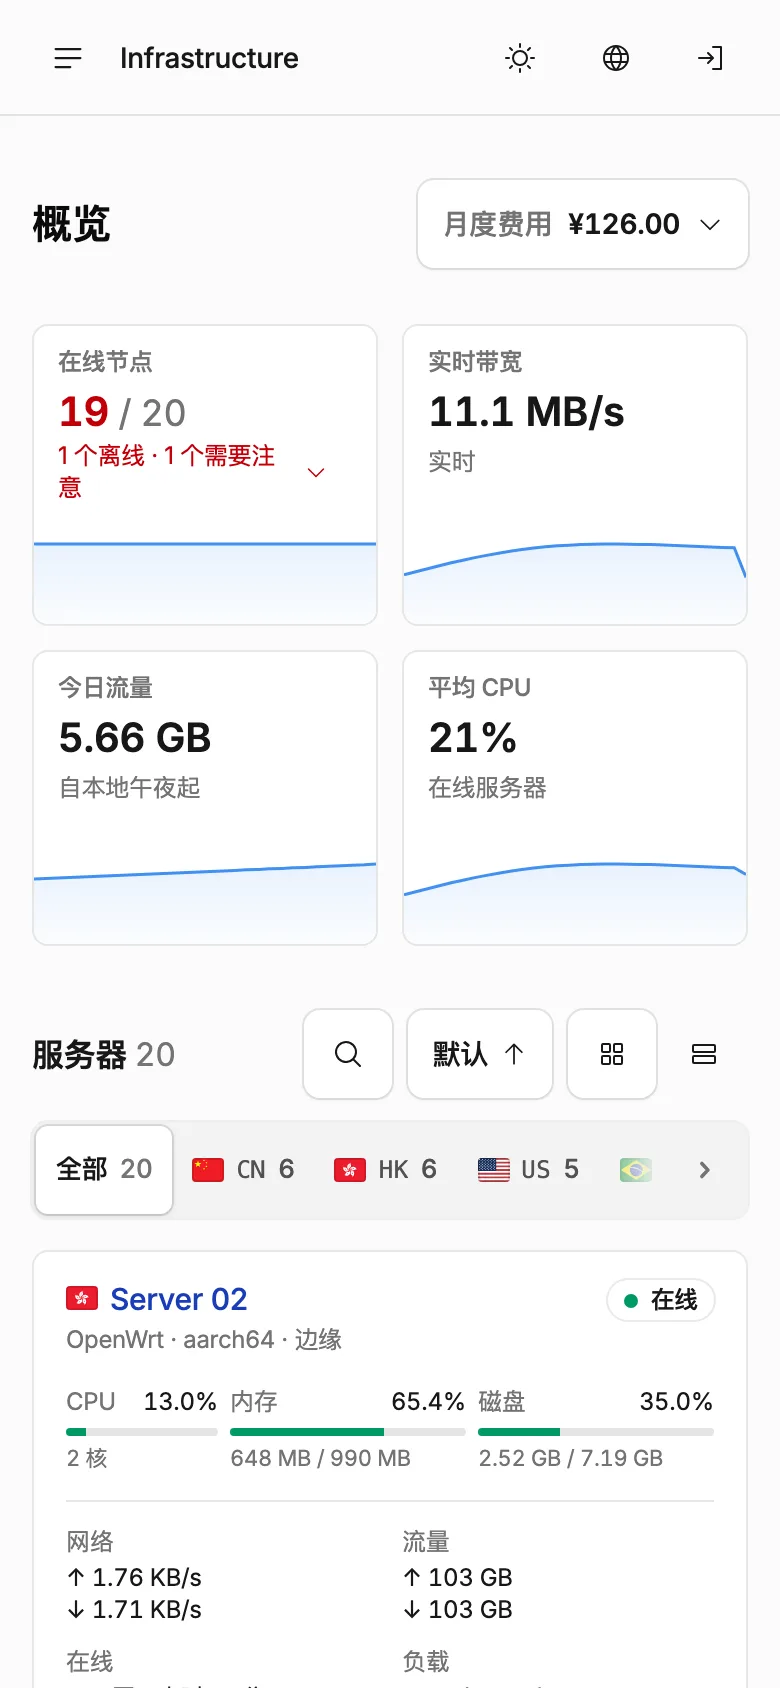 Infrastructure
概览
月度费用 ¥126.00
在线节点
19 / 20
1 个离线 · 1 个需要注
意
实时带宽
11.1 MB/s
实时
今日流量
5.66 GB
自本地午夜起
平均 CPU
21%
在线服务器
服务器 20
默认 ↑
全部 20
CN 6
HK 6
US 5
Server 02
在线
OpenWrt · aarch64 · 边缘
CPU 13.0%
2 核
内存 65.4%
648 MB / 990 MB
磁盘 35.0%
2.52 GB / 7.19 GB
网络
↑ 1.76 KB/s
↓ 1.71 KB/s
流量
↑ 103 GB
↓ 103 GB
在线
负载